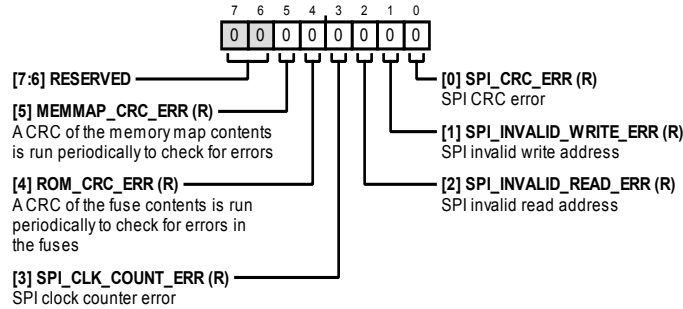 7 6 5 4 3 2 1 0
0 0 0 0 0 0 0 0
[7:6] RESERVED
[5] MEMMAP_CRC_ERR (R)
A CRC of the memory map contents
is run periodically to check for errors
[4] ROM_CRC_ERR (R)
A CRC of the fuse contents is run
periodically to check for errors in
the fuses
[3] SPI_CLK_COUNT_ERR (R)
SPI clock counter error
[0] SPI_CRC_ERR (R)
SPI CRC error
[1] SPI_INVALID_WRITE_ERR (R)
SPI invalid write address
[2] SPI_INVALID_READ_ERR (R)
SPI invalid read address